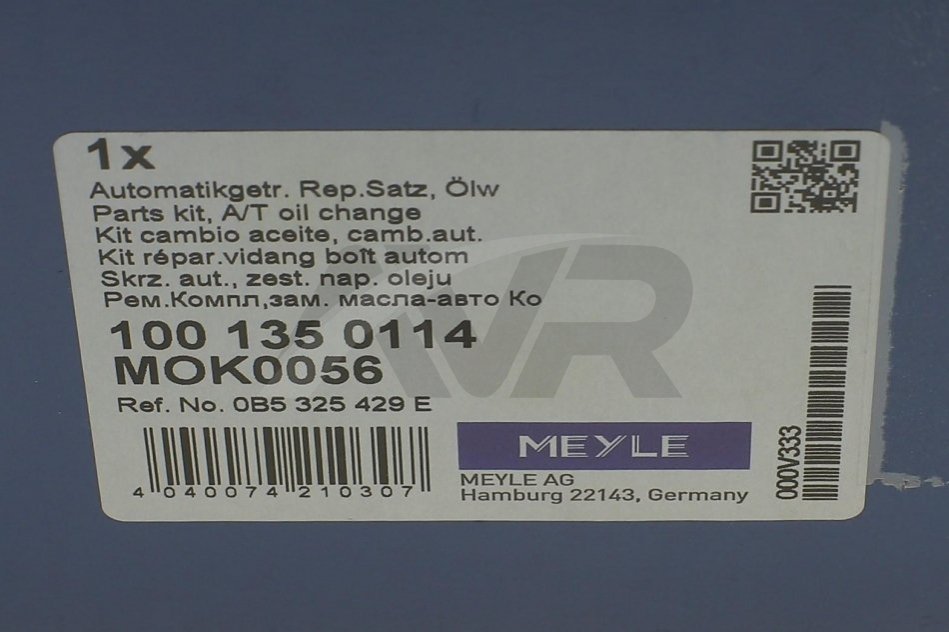 1x
Automatikgetr. Rep.Satz, Ölw
Parts kit, A/T oil change
Kit cambio aceite, camb.aut.
Kit répar.vidang boît autom
Skrz. aut., zest. nap. oleju
Рем.Компл,зам. масла-авто Ко
100 135 0114
MOK0056
Ref. No. 0B5 325 429 E
4 040074 210307
MEYLE
MEYLE AG
Hamburg 22143, Germany
000V333
VR